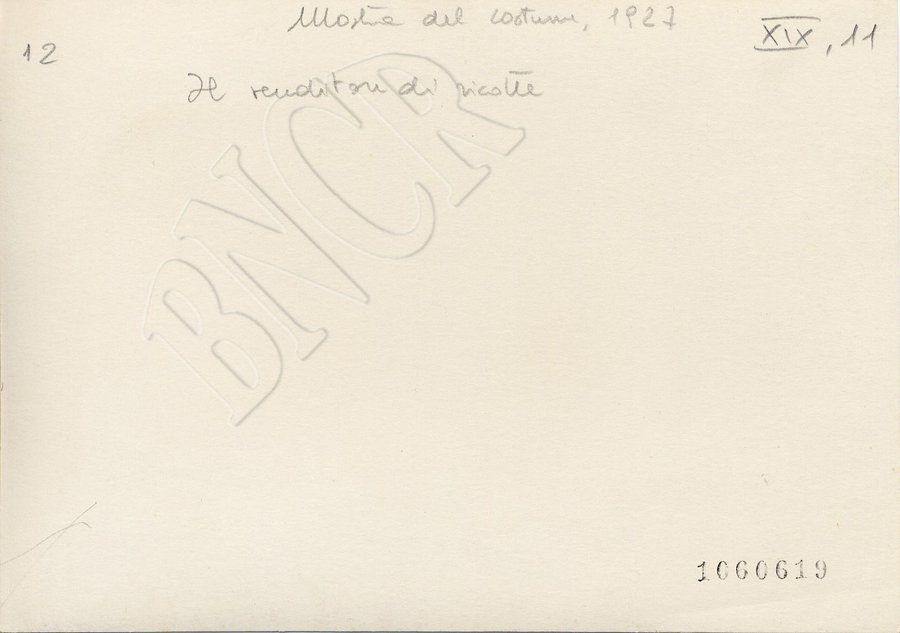 Mostra del costume, 1927
XIX, 11
12
Il venditore di ricotte
BNCR
1060619